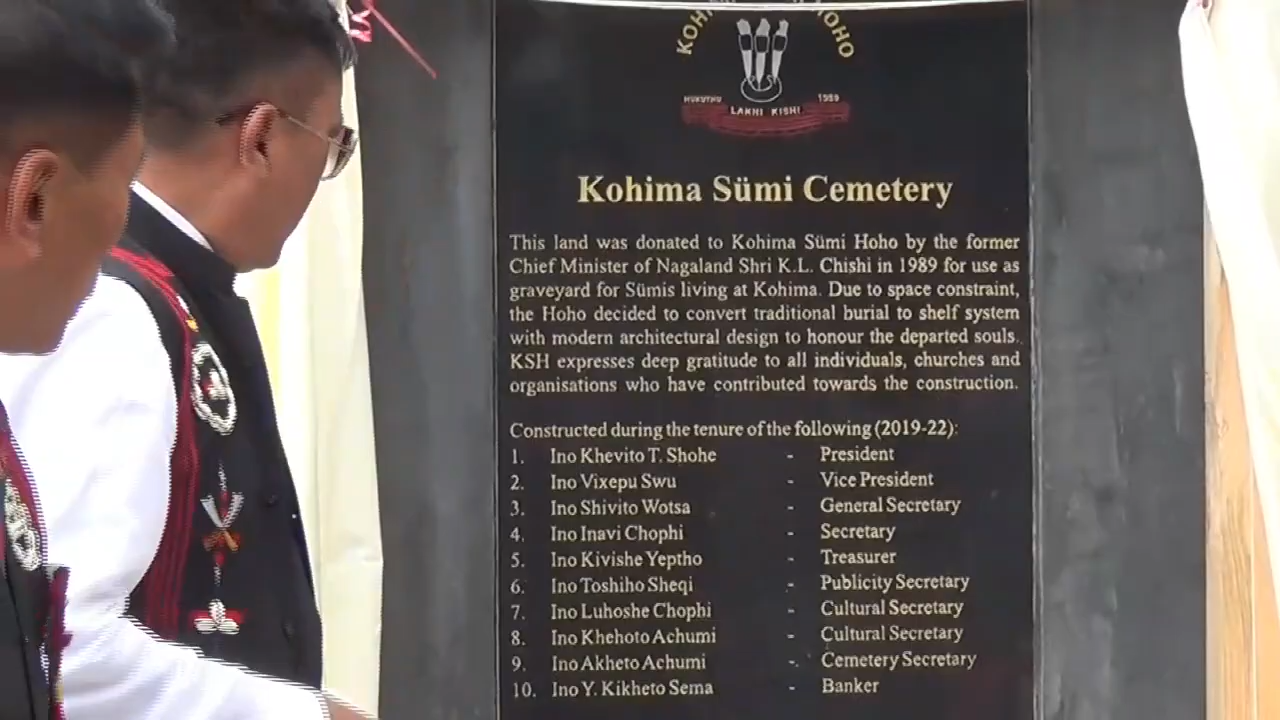 Kohima Sümi Cemetery
LAKHI KISHI
1989
This land was donated to Kohima Sümi Hoho by the former
Chief Minister of Nagaland Shri K.L. Chishi in 1989 for use as
graveyard for Sümis living at Kohima. Due to space constraint,
the Hoho decided to convert traditional burial to shelf system
with modern architectural design to honour the departed souls.
KSH expresses deep gratitude to all individuals, churches and
organisations who have contributed towards the construction.
Constructed during the tenure of the following (2019-22):
1. Ino Khevito T. Shohe - President
2. Ino Vixepu Swu - Vice President
3. Ino Shivito Wotsa - General Secretary
4. Ino Inavi Chophi - Secretary
5. Ino Kivishe Yeptho - Treasurer
6. Ino Toshiho Sheqi - Publicity Secretary
7. Ino Luhoshe Chophi - Cultural Secretary
8. Ino Khehoto Achumi - Cultural Secretary
9. Ino Akheto Achumi - Cemetery Secretary
10. Ino Y. Kikheto Sema - Banker